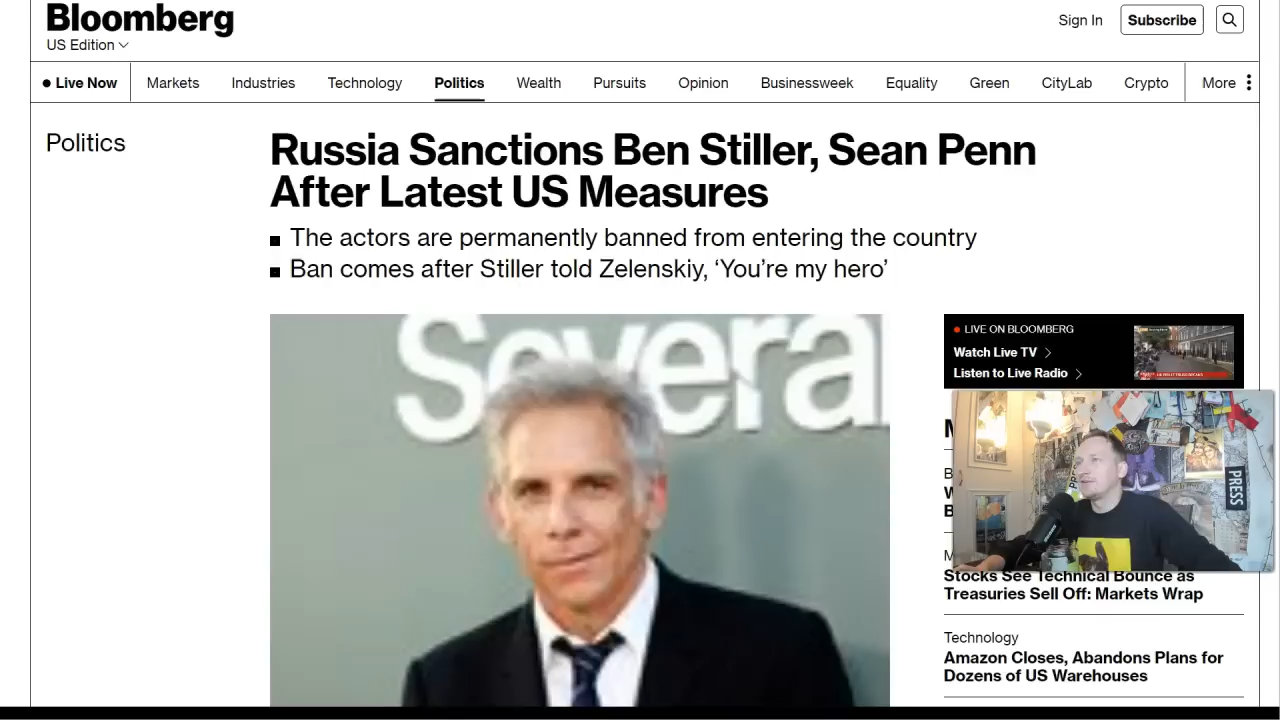 Bloomberg
Sign In
Subscribe
US Edition
Live Now
Markets
Industries
Technology
Politics
Wealth
Pursuits
Opinion
Businessweek
Equality
Green
CityLab
Crypto
More
Politics
Russia Sanctions Ben Stiller, Sean Penn
After Latest US Measures
The actors are permanently banned from entering the country
Ban comes after Stiller told Zelenskiy, ‘You’re my hero’
Several
LIVE ON BLOOMBERG
Watch Live TV
Listen to Live Radio
PRESS
Stocks See Technical Bounce as
Treasuries Sell Off: Markets Wrap
Technology
Amazon Closes, Abandons Plans for
Dozens of US Warehouses